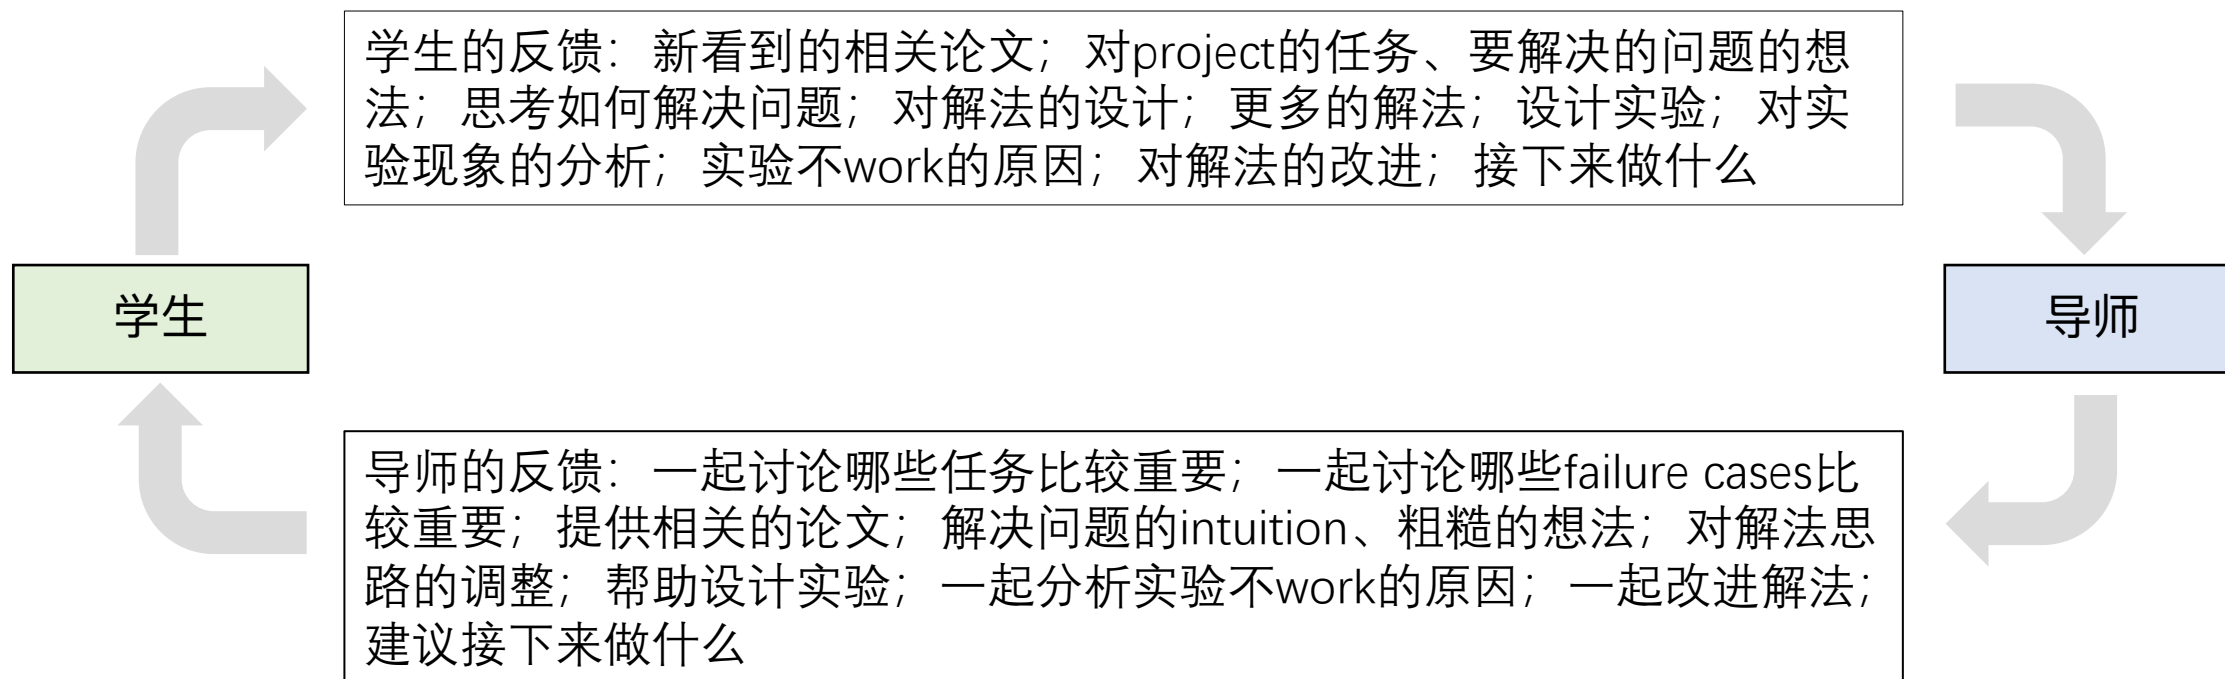 学生的反馈：新看到的相关论文；对project的任务、要解决的问题的想
法；思考如何解决问题；对解法的设计；更多的解法；设计实验；对实
验现象的分析；实验不work的原因；对解法的改进；接下来做什么
学生
导师
导师的反馈：一起讨论哪些任务比较重要；一起讨论哪些failure cases比
较重要；提供相关的论文；解决问题的intuition、粗糙的想法；对解法思
路的调整；帮助设计实验；一起分析实验不work的原因；一起改进解法；
建议接下来做什么